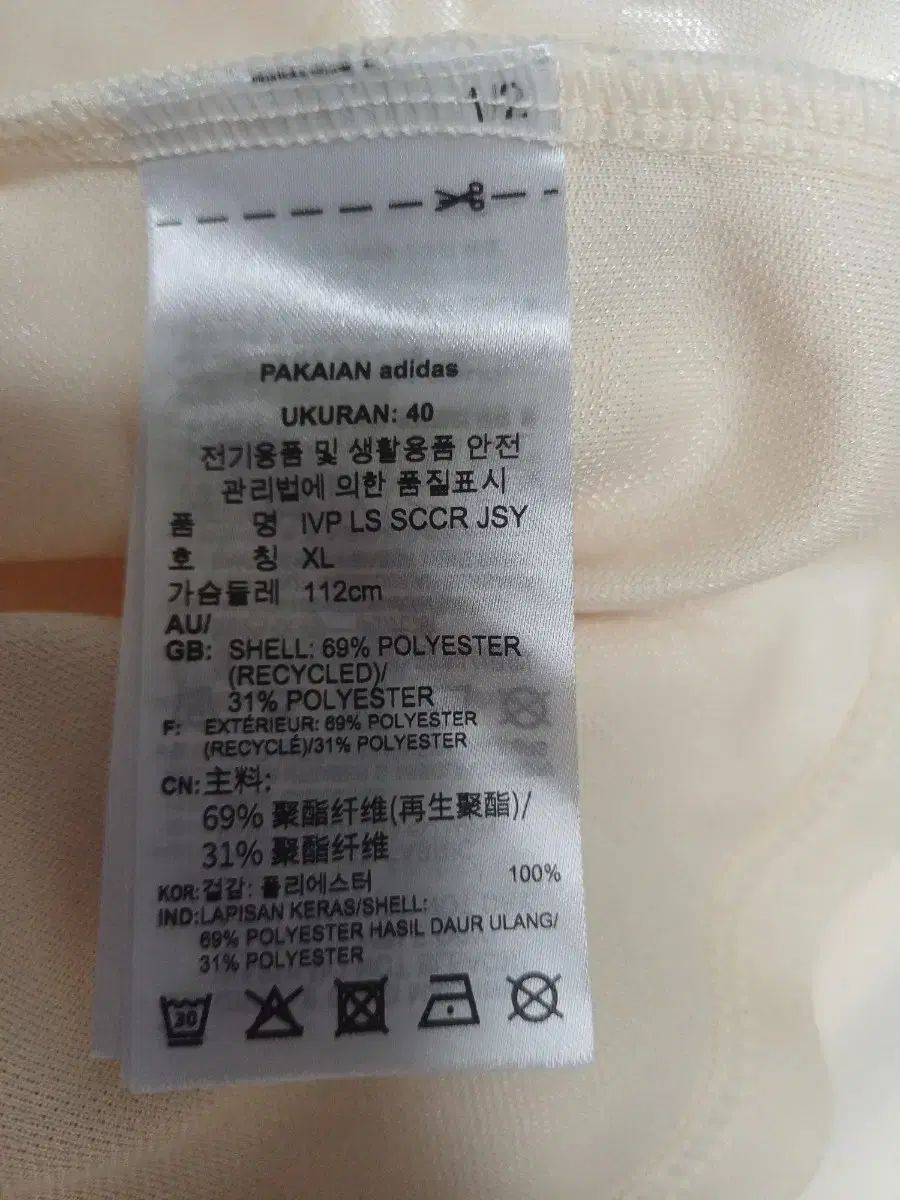 1/2
PAKAIAN adidas
UKURAN: 40
전기용품 및 생활용품 안전
관리법에 의한 품질표시
품 명 IVP LS SCCR JSY
호 칭 XL
가슴둘레 112cm
AU/
GB: SHELL: 69% POLYESTER
(RECYCLED)/
31% POLYESTER
F: EXTÉRIEUR: 69% POLYESTER
(RECYCLÉ)/31% POLYESTER
CN: 主料:
69% 聚酯纤维(再生聚酯)/
31% 聚酯纤维
KOR: 겉감: 폴리에스터 100%
IND: LAPISAN KERAS/SHELL:
69% POLYESTER HASIL DAUR ULANG/
31% POLYESTER
30